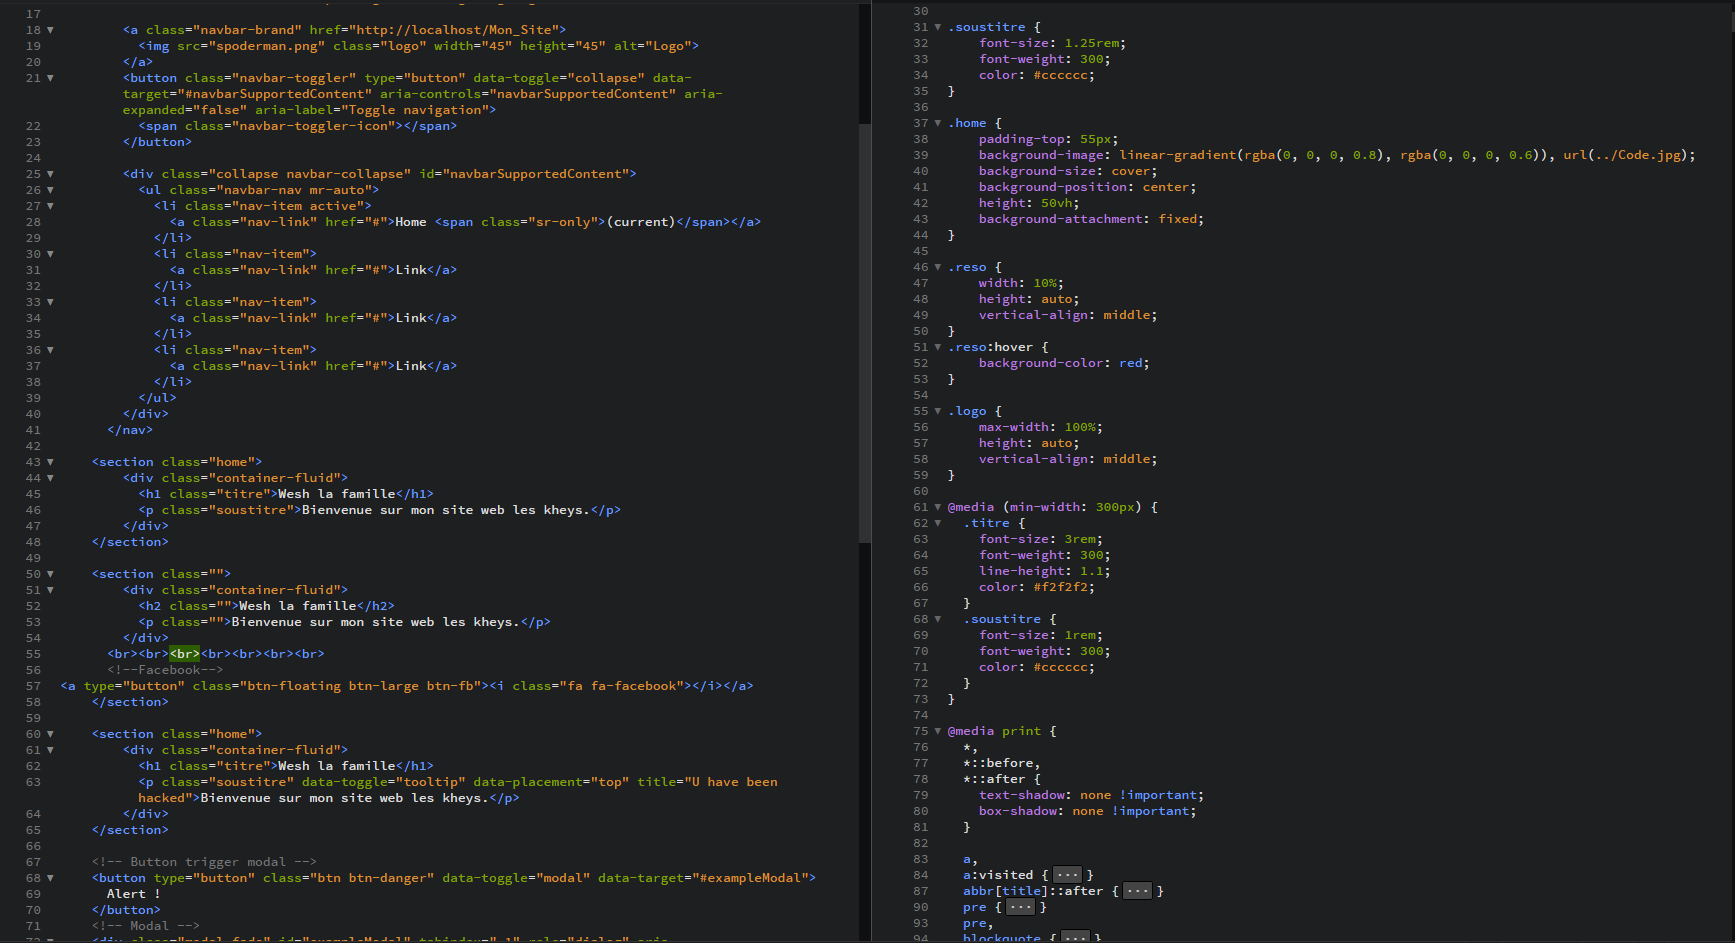 17
18 <a class="navbar-brand" href="http://localhost/Mon_Site">
19 <img src="spoderman.png" class="logo" width="45" height="45" alt="Logo">
20 </a>
21 <button class="navbar-toggler" type="button" data-toggle="collapse" data-
target="#navbarSupportedContent" aria-controls="navbarSupportedContent" aria-
expanded="false" aria-label="Toggle navigation">
22 <span class="navbar-toggler-icon"></span>
23 </button>
24
25 <div class="collapse navbar-collapse" id="navbarSupportedContent">
26 <ul class="navbar-nav mr-auto">
27 <li class="nav-item active">
28 <a class="nav-link" href="#">Home <span class="sr-only">(current)</span></a>
29 </li>
30 <li class="nav-item">
31 <a class="nav-link" href="#">Link</a>
32 </li>
33 <li class="nav-item">
34 <a class="nav-link" href="#">Link</a>
35 </li>
36 <li class="nav-item">
37 <a class="nav-link" href="#">Link</a>
38 </li>
39 </ul>
40 </div>
41 </nav>
42
43 <section class="home">
44 <div class="container-fluid">
45 <h1 class="titre">Wesh la famille</h1>
46 <p class="soustitre">Bienvenue sur mon site web les kheys.</p>
47 </div>
48 </section>
49
50 <section class="">
51 <div class="container-fluid">
52 <h2 class="">Wesh la famille</h2>
53 <p class="">Bienvenue sur mon site web les kheys.</p>
54 </div>
55 <br><br><br><br><br><br><br>
56 <!--Facebook-->
57 <a type="button" class="btn-floating btn-large btn-fb"><i class="fa fa-facebook"></i></a>
58 </section>
59
60 <section class="home">
61 <div class="container-fluid">
62 <h1 class="titre">Wesh la famille</h1>
63 <p class="soustitre" data-toggle="tooltip" data-placement="top" title="U have been
hacked">Bienvenue sur mon site web les kheys.</p>
64 </div>
65 </section>
66
67 <!-- Button trigger modal -->
68 <button type="button" class="btn btn-danger" data-toggle="modal" data-target="#exampleModal">
69 Alert !
70 </button>
71 <!-- Modal -->
30
31 .soustitre {
32 font-size: 1.25rem;
33 font-weight: 300;
34 color: #cccccc;
35 }
36
37 .home {
38 padding-top: 55px;
39 background-image: linear-gradient(rgba(0, 0, 0, 0.8), rgba(0, 0, 0, 0.6)), url(../Code.jpg);
40 background-size: cover;
41 background-position: center;
42 height: 50vh;
43 background-attachment: fixed;
44 }
45
46 .reso {
47 width: 10%;
48 height: auto;
49 vertical-align: middle;
50 }
51 .reso:hover {
52 background-color: red;
53 }
54
55 .logo {
56 max-width: 100%;
57 height: auto;
58 vertical-align: middle;
59 }
60
61 @media (min-width: 300px) {
62 .titre {
63 font-size: 3rem;
64 font-weight: 300;
65 line-height: 1.1;
66 color: #f2f2f2;
67 }
68 .soustitre {
69 font-size: 1rem;
70 font-weight: 300;
71 color: #cccccc;
72 }
73 }
74
75 @media print {
76 *,
77 *::before,
78 *::after {
79 text-shadow: none !important;
80 box-shadow: none !important;
81 }
82
83 a,
84 a:visited { ... }
87 abbr[title]::after { ... }
90 pre { ... }
93 pre,
94 blockquote { ... }